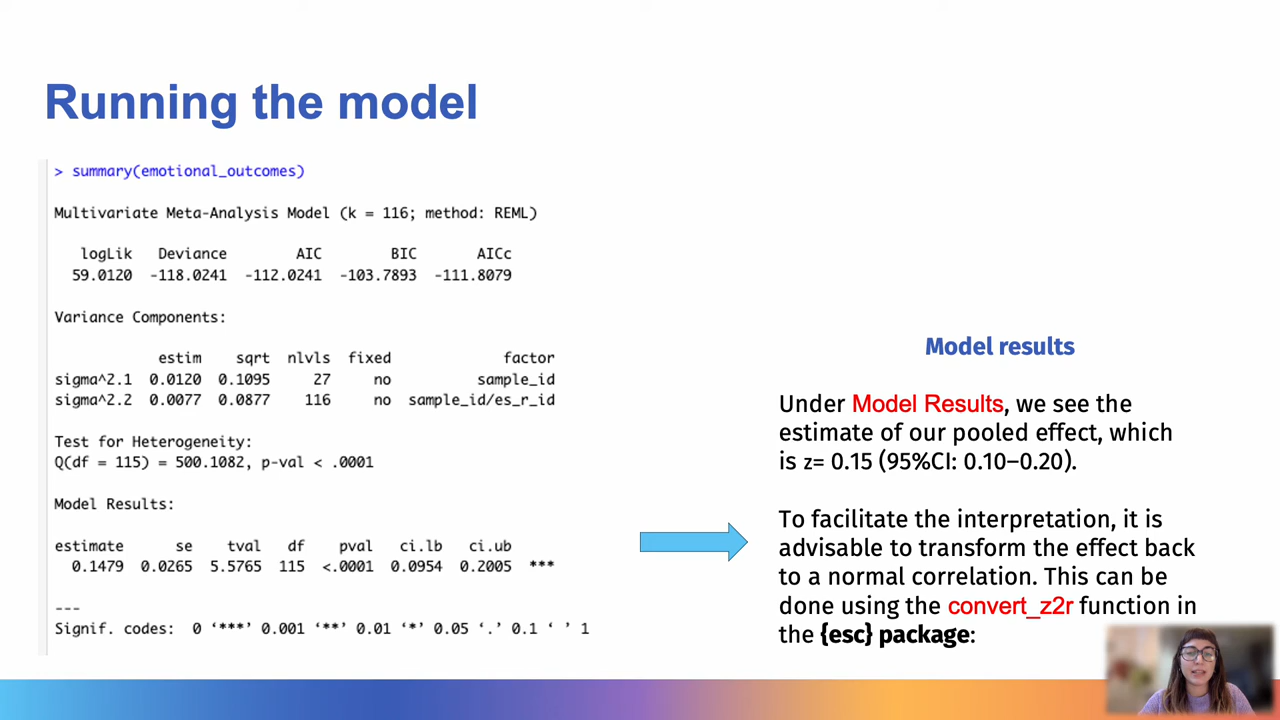 Running the model
> summary(emotional_outcomes)
Multivariate Meta-Analysis Model (k = 116; method: REML)
logLik Deviance AIC BIC AICc
59.0120 -118.0241 -112.0241 -103.7893 -111.8079
Variance Components:
estim sqrt nlvls fixed factor
sigma^2.1 0.0120 0.1095 27 no sample_id
sigma^2.2 0.0077 0.0877 116 no sample_id/es_r_id
Test for Heterogeneity:
Q(df = 115) = 500.1082, p-val < .0001
Model Results:
estimate se tval df pval ci.lb ci.ub
0.1479 0.0265 5.5765 115 <.0001 0.0954 0.2005 ***
---
Signif. codes: 0 ‘***’ 0.001 ‘**’ 0.01 ‘*’ 0.05 ‘.’ 0.1 ‘ ’ 1
Model results
Under Model Results, we see the
estimate of our pooled effect, which
is z= 0.15 (95%CI: 0.10–0.20).
To facilitate the interpretation, it is
advisable to transform the effect back
to a normal correlation. This can be
done using the convert_z2r function in
the {esc} package: